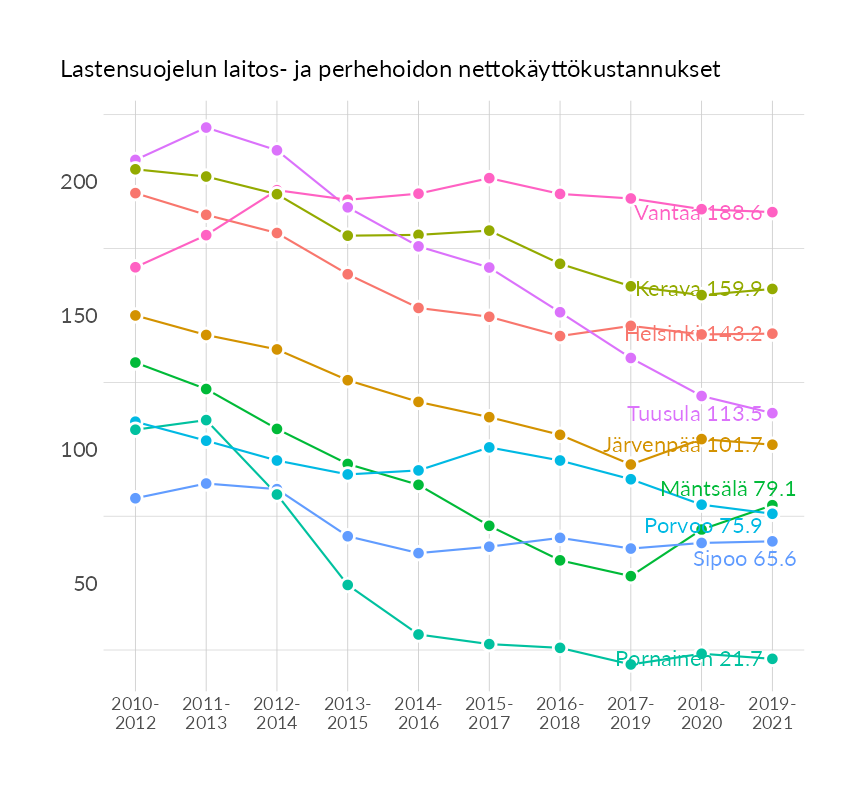 Lastensuojelun laitos- ja perhehoidon nettokäyttökustannukset
200
150
100
50
Vantaa 188.6
Kerava 159.9
Helsinki 143.2
Tuusula 113.5
Järvenpää 101.7
Mäntsälä 79.1
Porvoo 75.9
Sipoo 65.6
Pornainen 21.7
2010-
2012
2011-
2013
2012-
2014
2013-
2015
2014-
2016
2015-
2017
2016-
2018
2017-
2019
2018-
2020
2019-
2021